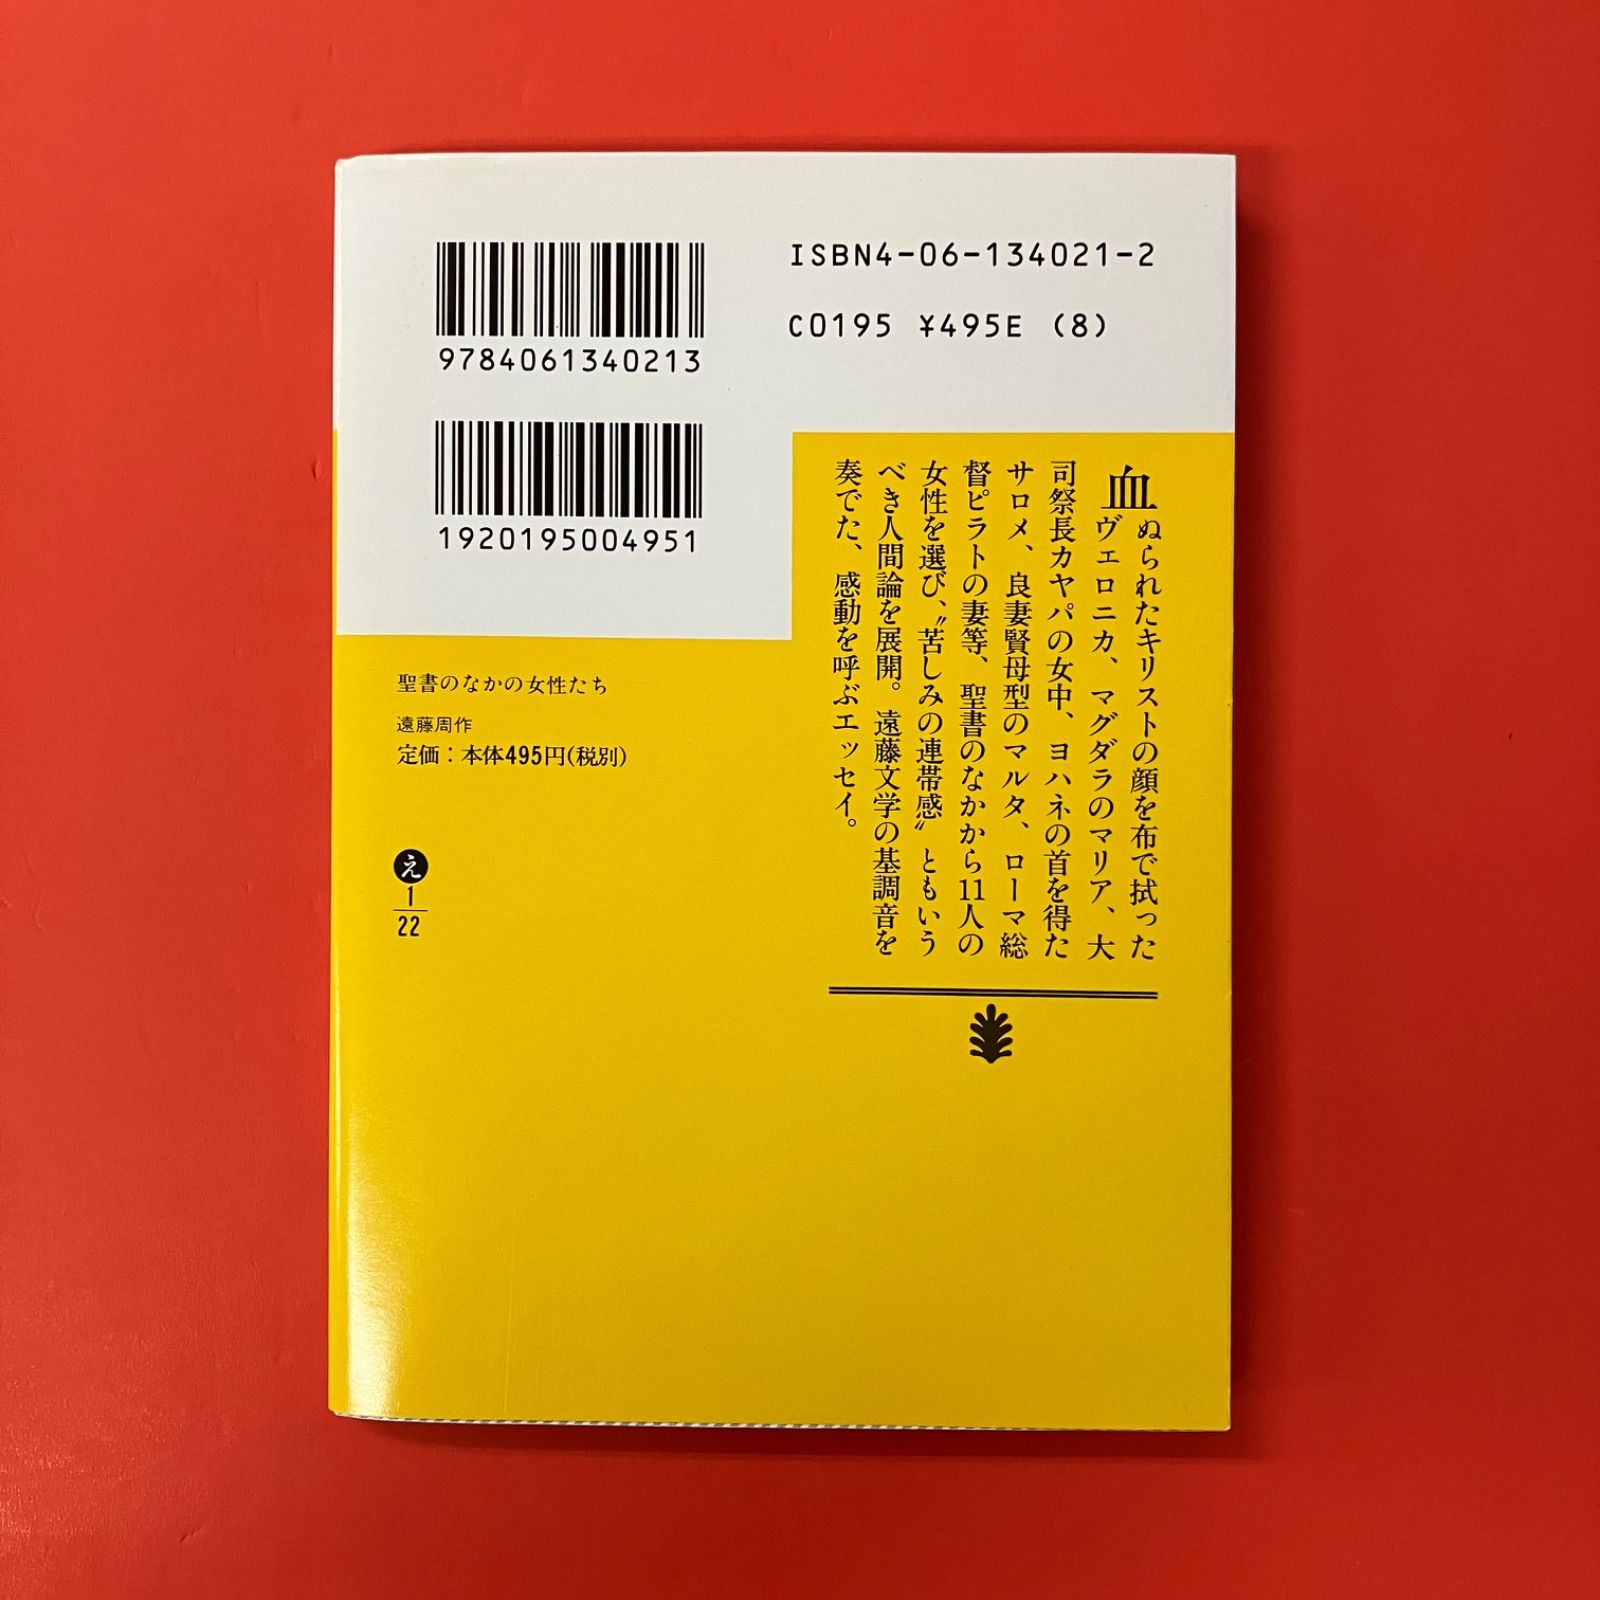 9784061340213
ISBN4-06-134021-2
C0195 ¥495E (8)
1920195004951
血ぬられたキリストの顔を布で拭った
ヴェロニカ、マグダラのマリア、大
司祭長カヤパの女中、ヨハネの首を得た
サロメ、良妻賢母型のマルタ、ローマ総
督ピラトの妻等、聖書のなかから11人の
女性を選び、〝苦しみの連帯感〟ともいう
べき人間論を展開。遠藤文学の基調音を
奏でた、感動を呼ぶエッセイ。
聖書のなかの女性たち
遠藤周作
定価：本体495円(税別)
え
1
22